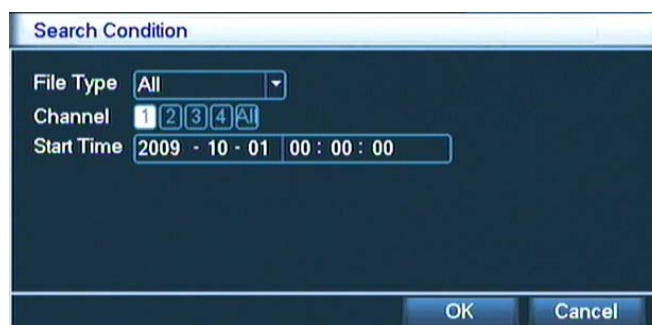 Search Condition
File Type All
Channel 1 2 3 4 All
Start Time 2009 - 10 - 01 00 : 00 : 00
OK Cancel